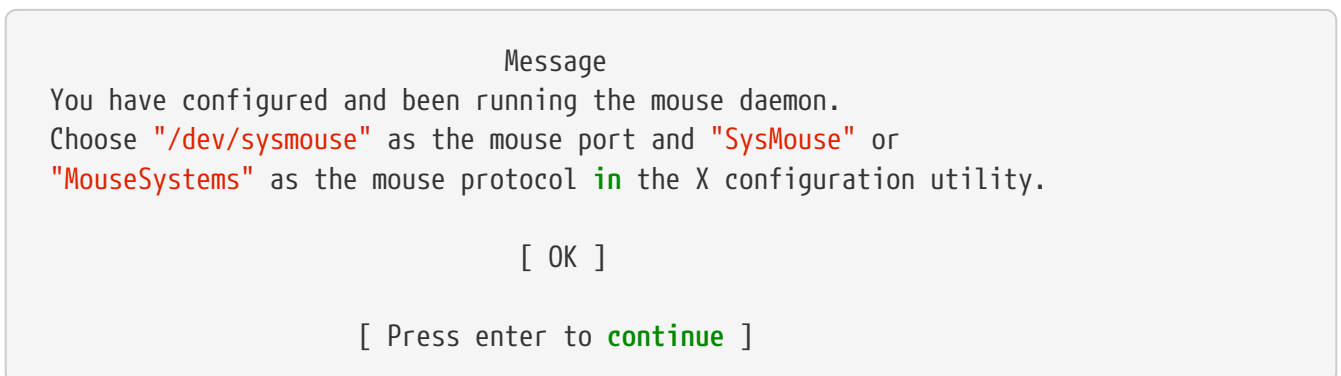 Message
You have configured and been running the mouse daemon.
Choose "/dev/sysmouse" as the mouse port and "SysMouse" or
"MouseSystems" as the mouse protocol in the X configuration utility.
[ OK ]
[ Press enter to continue ]